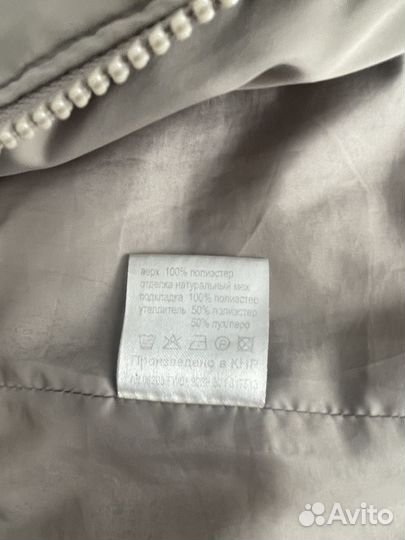 верх 100% полиэстер
отделка натуральный мех
подкладка 100% полиэстер
утеплитель 50% полиэстер
50% пух/перо
Произведено в КНР
Avito